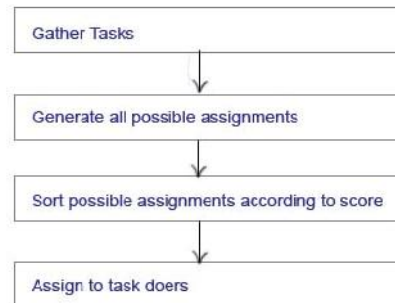 Gather Tasks
Generate all possible assignments
Sort possible assignments according to score
Assign to task doers